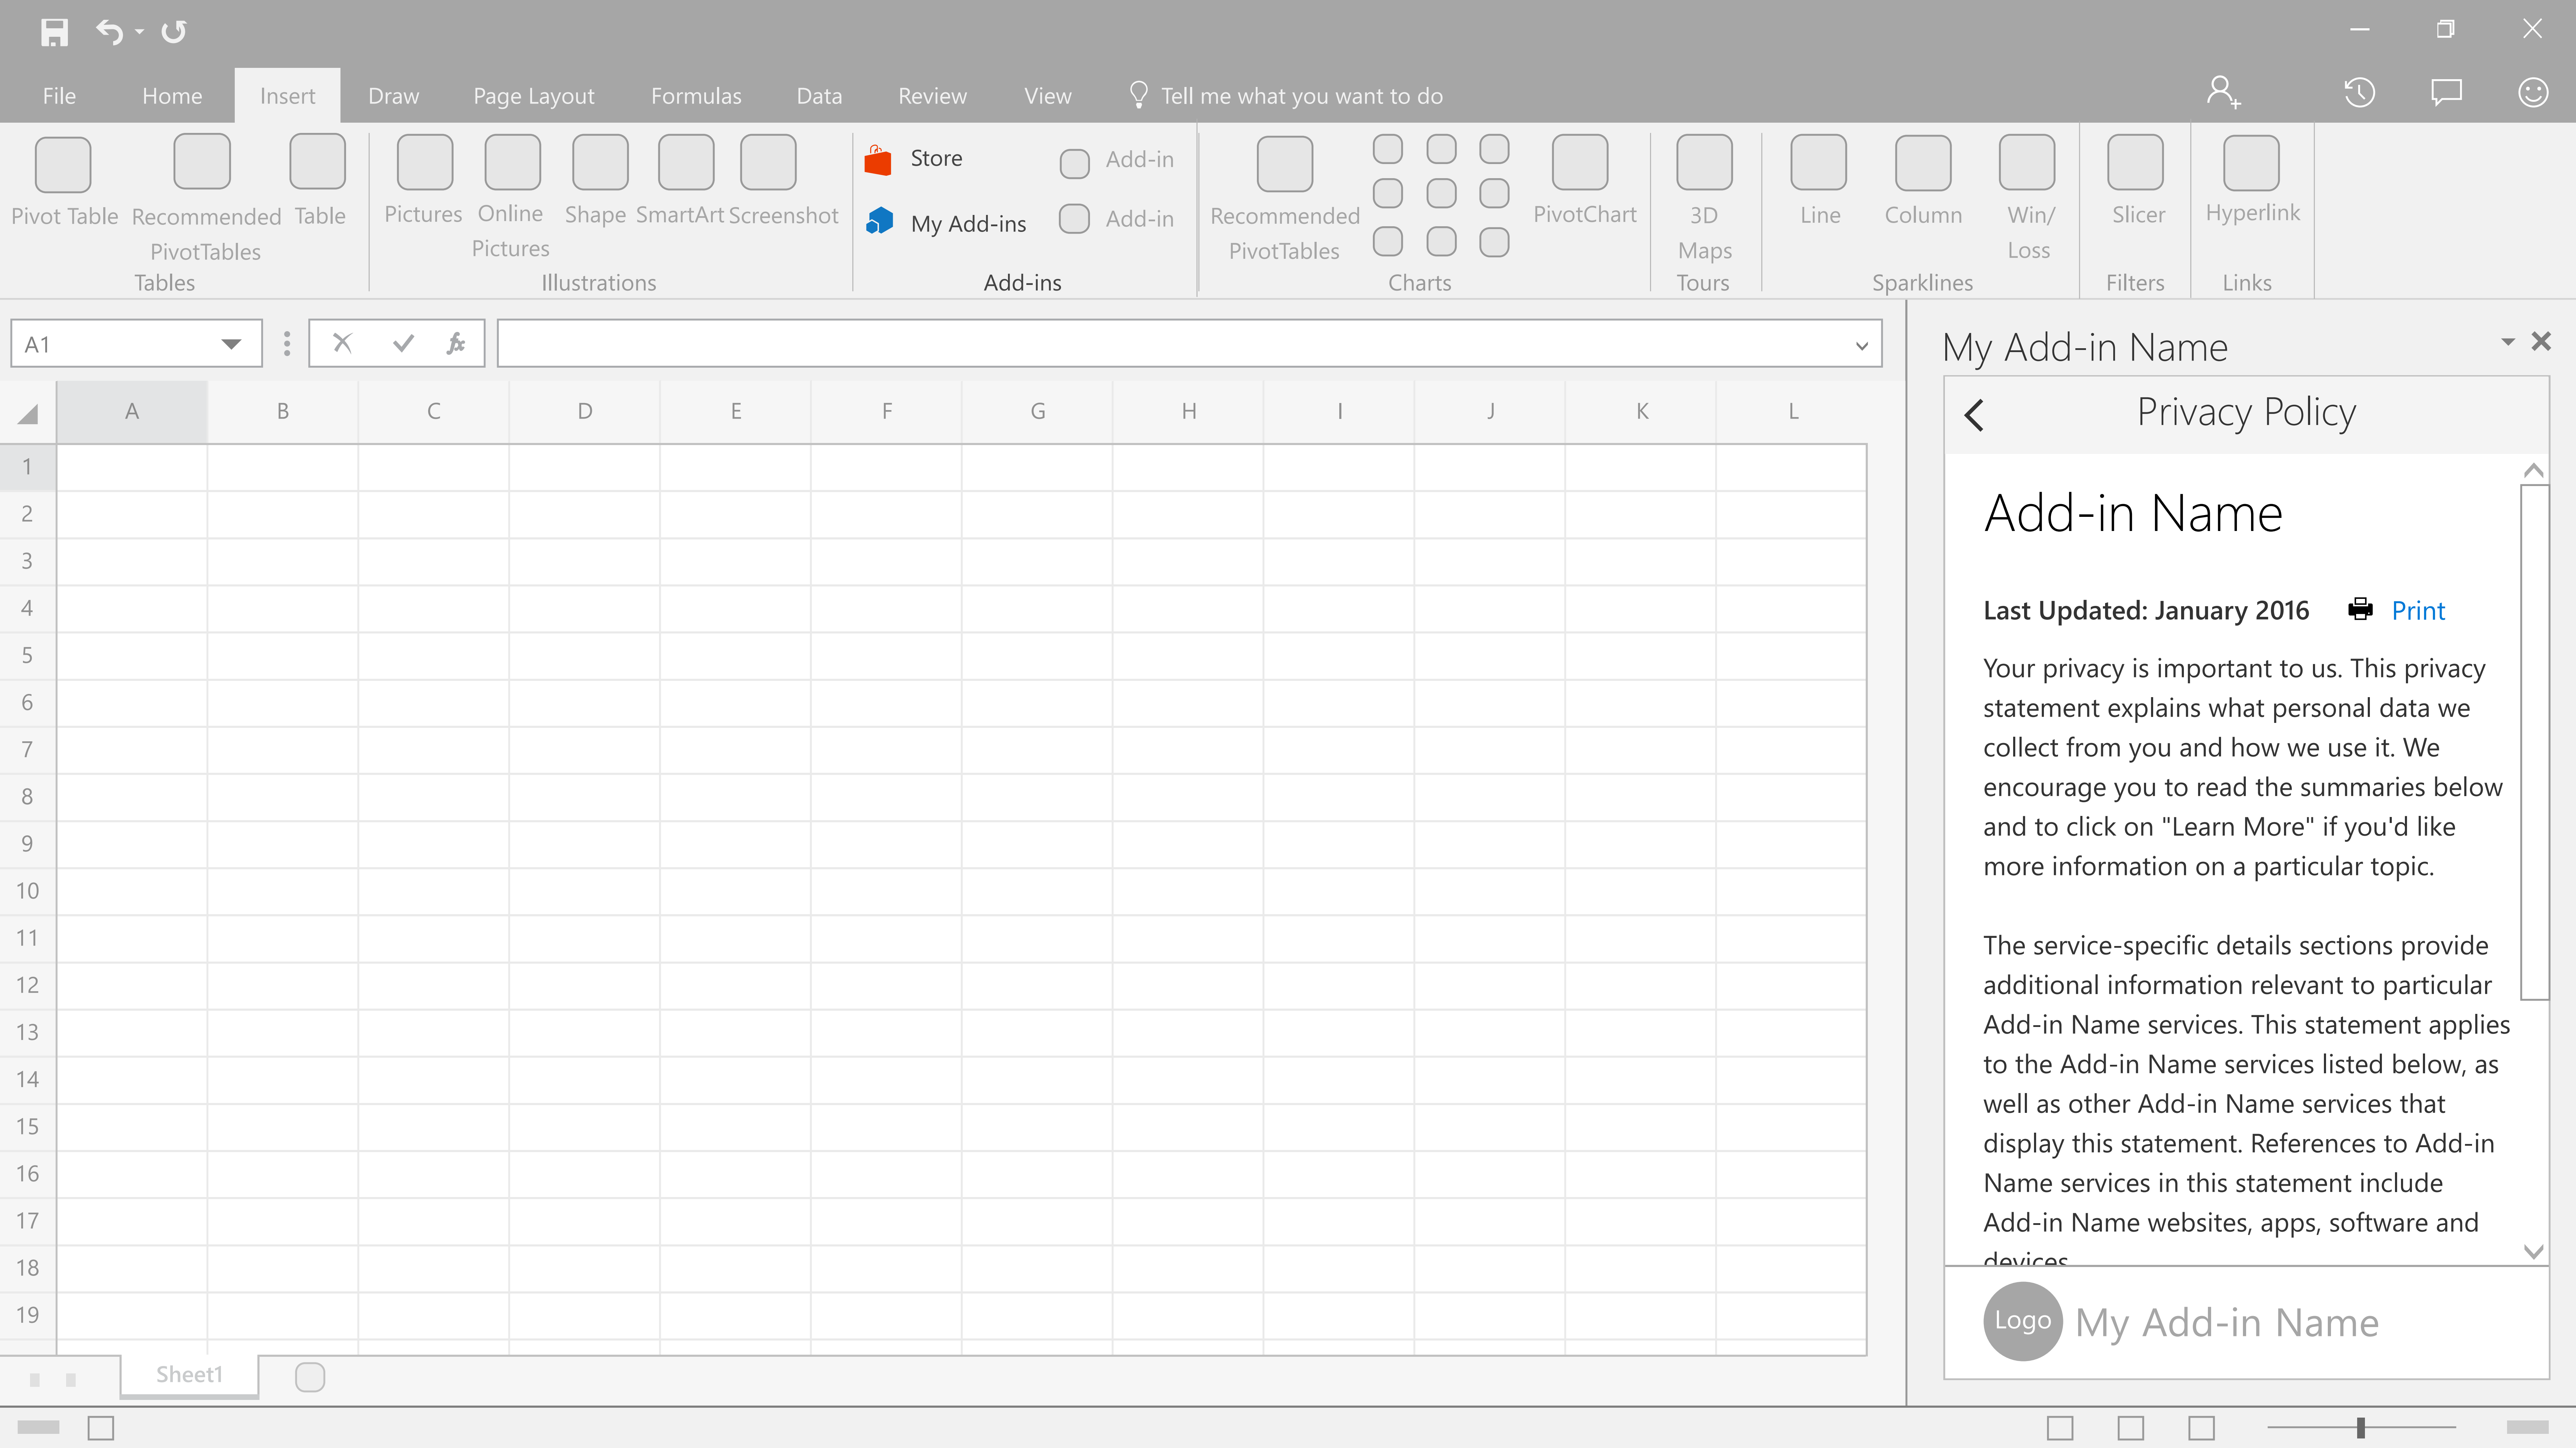 File Home Insert Draw Page Layout Formulas Data Review View Tell me what you want to do
Pivot Table
Recommended
PivotTables
Table
Tables
Pictures
Online
Pictures
Shape
SmartArt
Screenshot
Illustrations
Store
My Add-ins
Add-in
Add-in
Add-ins
Recommended
PivotTables
PivotChart
Charts
3D
Maps
Tours
Line
Column
Win/
Loss
Sparklines
Slicer
Filters
Hyperlink
Links
A1
fx
A B C D E F G H I J K L
1
2
3
4
5
6
7
8
9
10
11
12
13
14
15
16
17
18
19
Sheet1
My Add-in Name
Privacy Policy
Add-in Name
Last Updated: January 2016 Print
Your privacy is important to us. This privacy
statement explains what personal data we
collect from you and how we use it. We
encourage you to read the summaries below
and to click on "Learn More" if you'd like
more information on a particular topic.
The service-specific details sections provide
additional information relevant to particular
Add-in Name services. This statement applies
to the Add-in Name services listed below, as
well as other Add-in Name services that
display this statement. References to Add-in
Name services in this statement include
Add-in Name websites, apps, software and
devices
Logo My Add-in Name